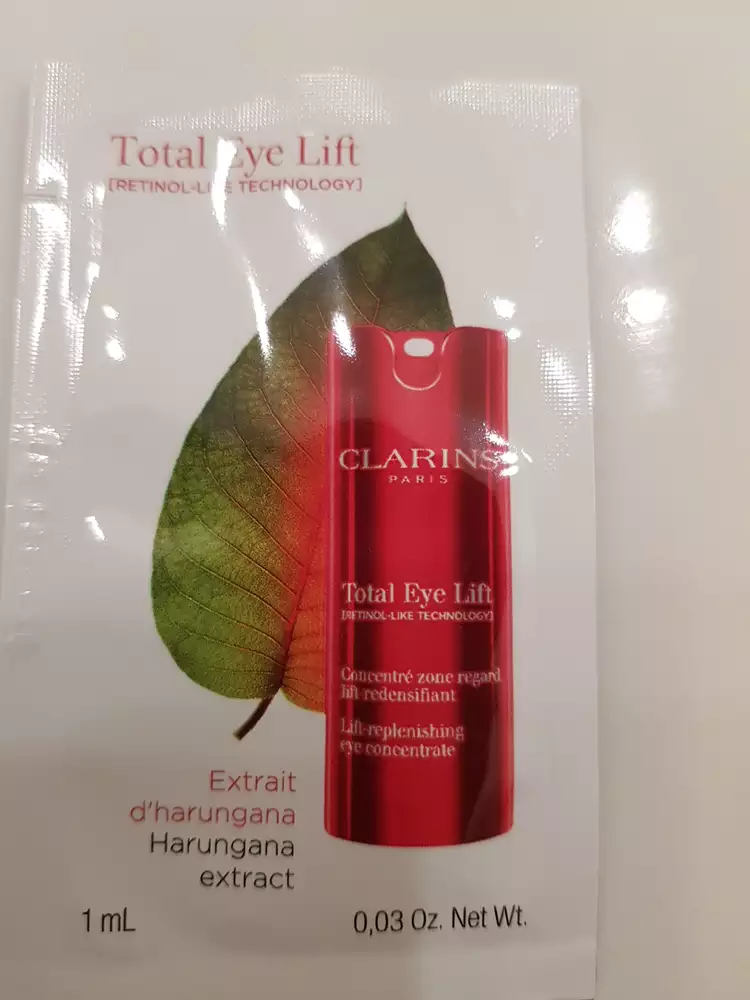 Total Eye Lift
[RETINOL-LIKE TECHNOLOGY]
CLARINS
PARIS
Total Eye Lift
[RETINOL-LIKE TECHNOLOGY]
Concentré zone regard
lift-redensifiant
Lift-replenishing
eye concentrate
Extrait
d'harungana
Harungana
extract
1 mL
0,03 Oz. Net Wt.